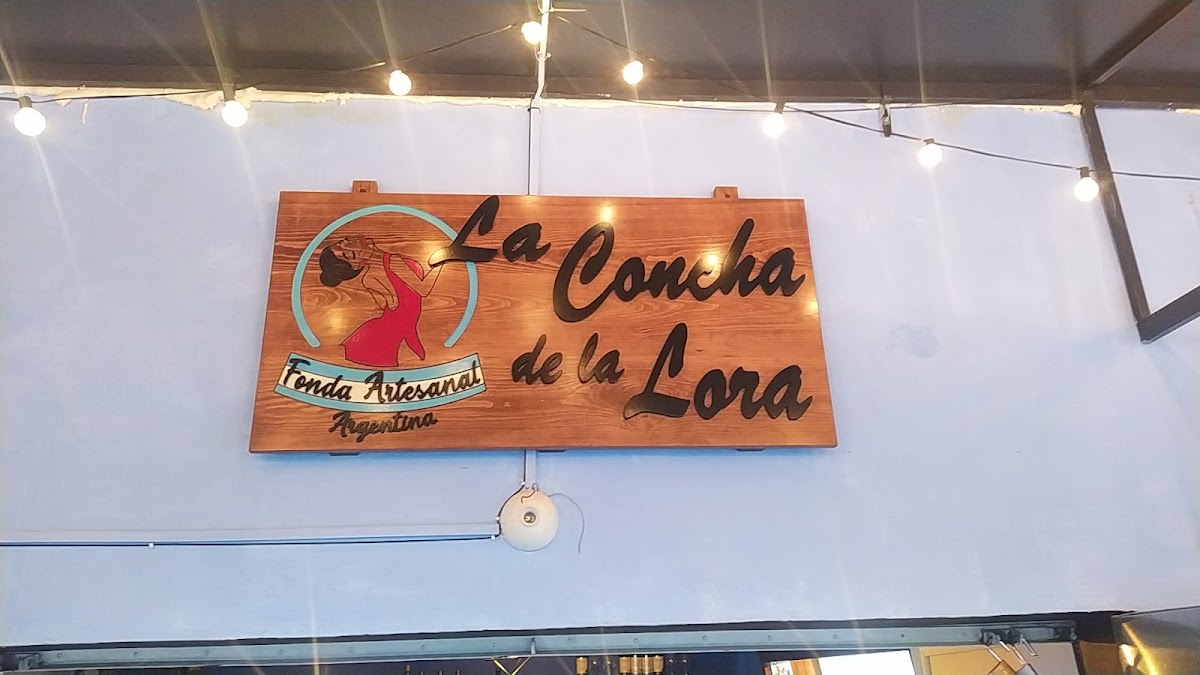 La
Concha
de la
Lora
Fonda Artesanal
Argentina